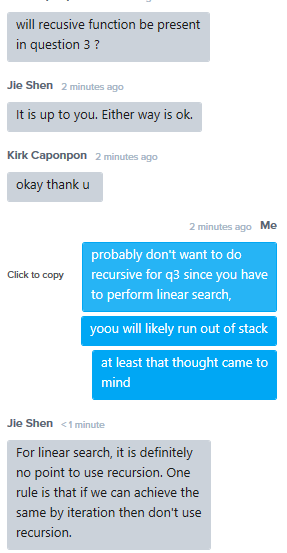 will recusive function be present
in question 3 ?
Jie Shen 2 minutes ago
It is up to you. Either way is ok.
Kirk Caponpon 2 minutes ago
okay thank u
2 minutes ago Me
Click to copy
probably don't want to do
recursive for q3 since you have
to perform linear search,
yoou will likely run out of stack
at least that thought came to
mind
Jie Shen < 1 minute
For linear search, it is definitely
no point to use recursion. One
rule is that if we can achieve the
same by iteration then don't use
recursion.